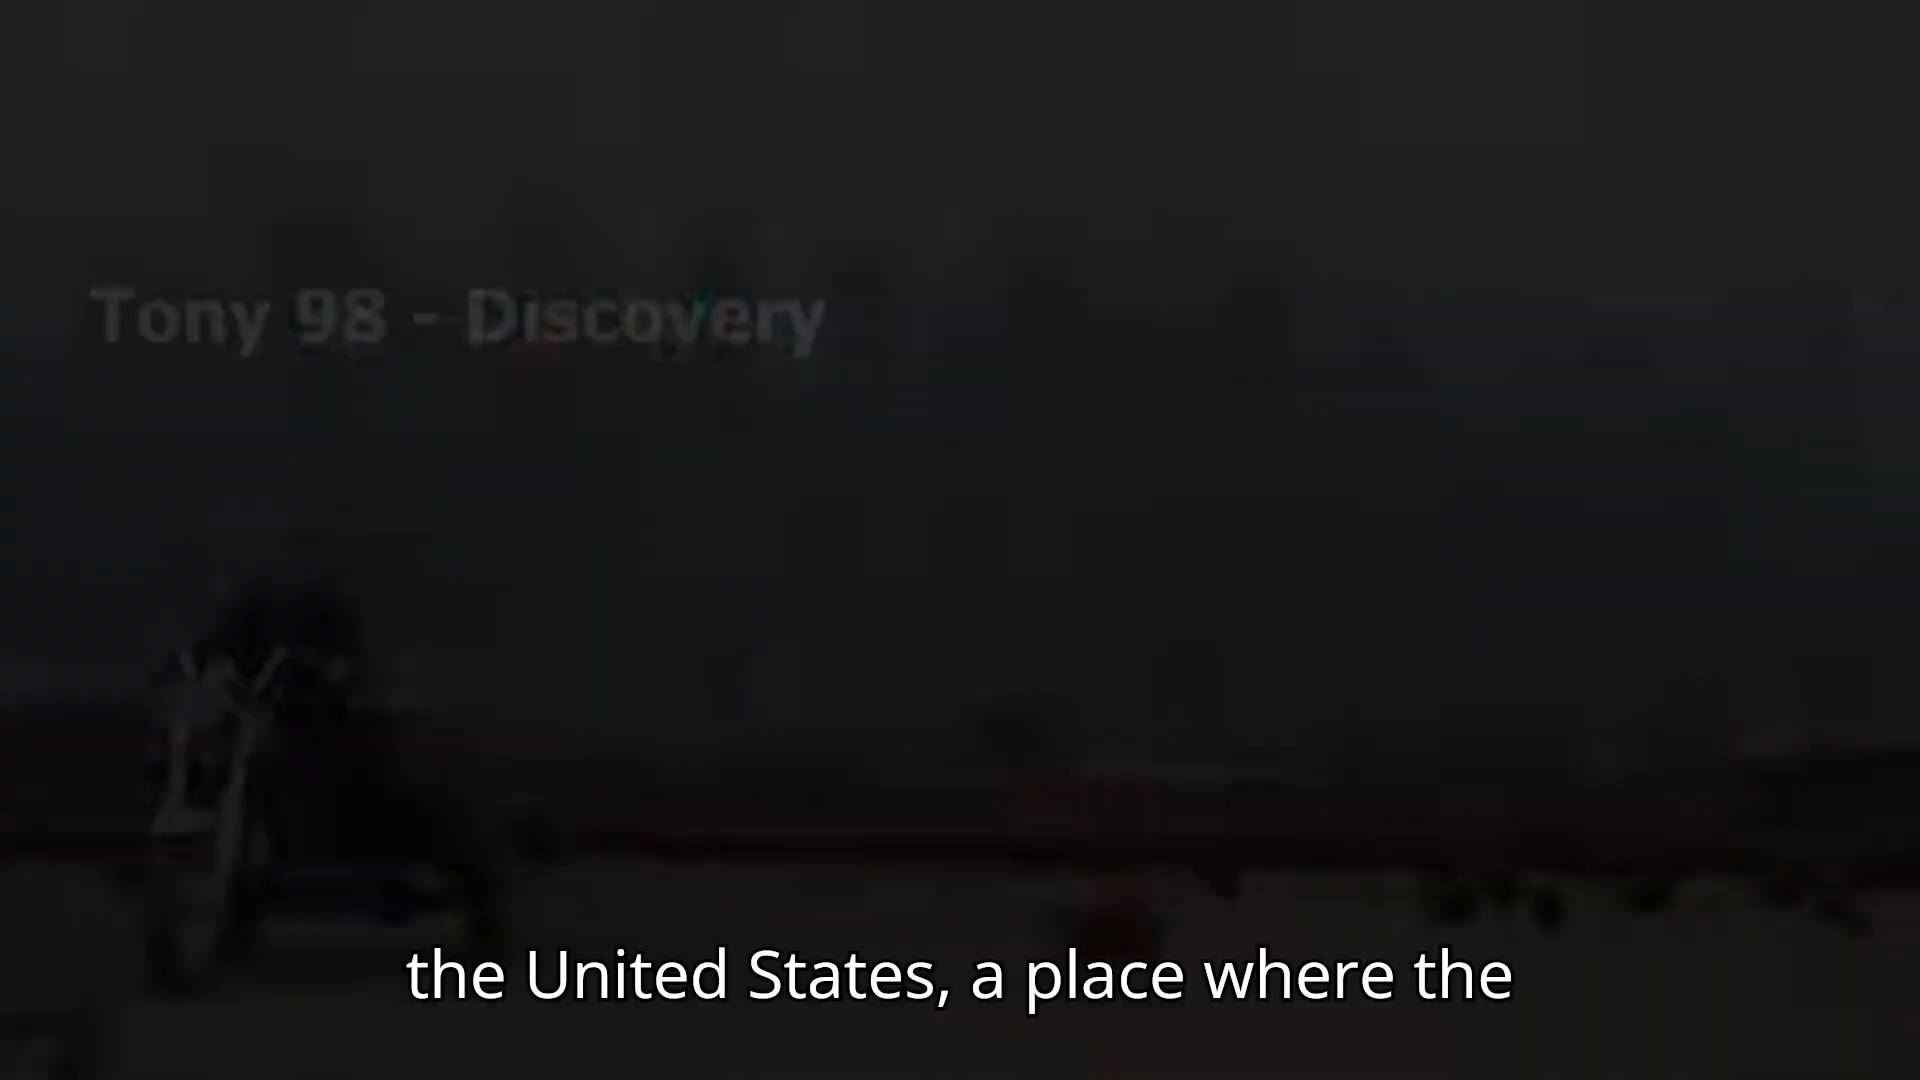 Tony 98 - Discovery
the United States, a place where the